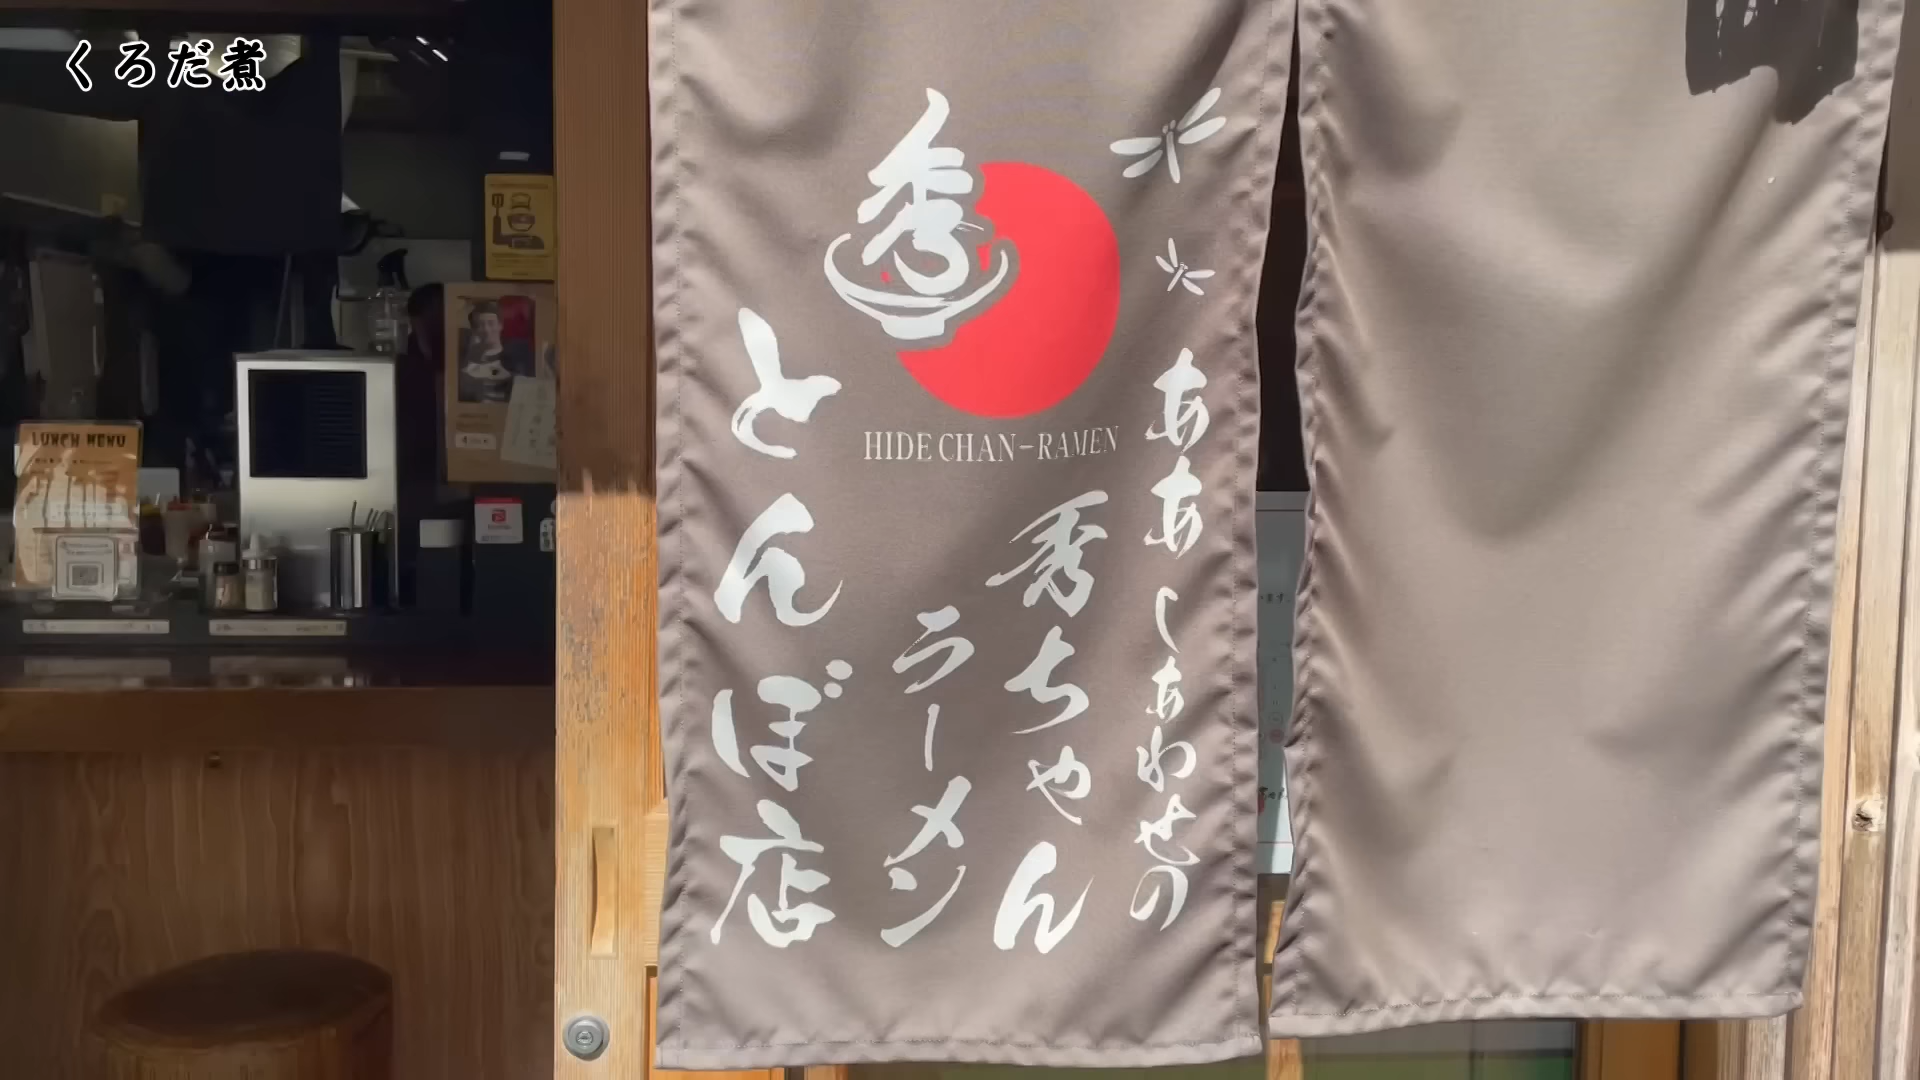 くろだ煮
秀
HIDE CHAN-RAMEN
ああしあわせの
秀ちゃん
ラーメン
とんぼ店
LUNCH MENU